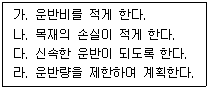 가. 운반비를 적게 한다.
나. 목재의 손실이 적게 한다.
다. 신속한 운반이 되도록 한다.
라. 운반량을 제한하여 계획한다.